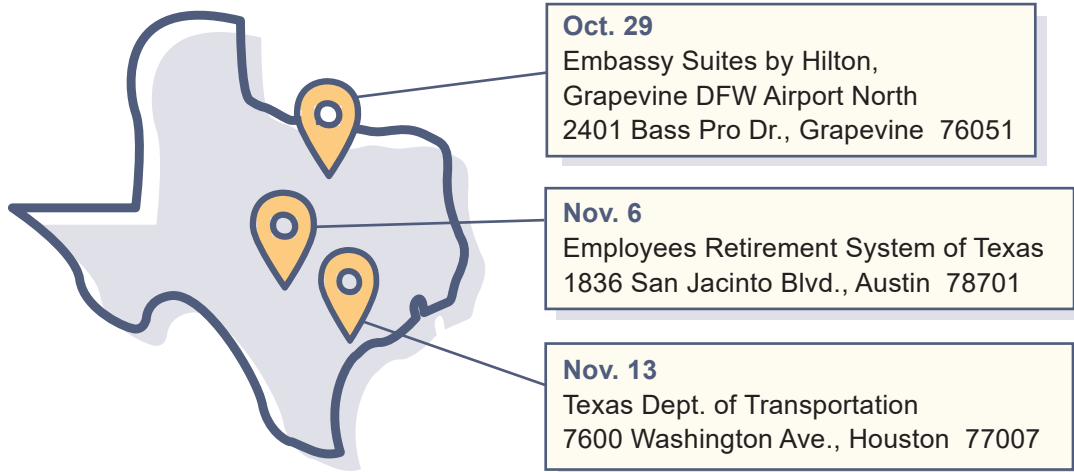 Oct. 29
Embassy Suites by Hilton,
Grapevine DFW Airport North
2401 Bass Pro Dr., Grapevine 76051
Nov. 6
Employees Retirement System of Texas
1836 San Jacinto Blvd., Austin 78701
Nov. 13
Texas Dept. of Transportation
7600 Washington Ave., Houston 77007